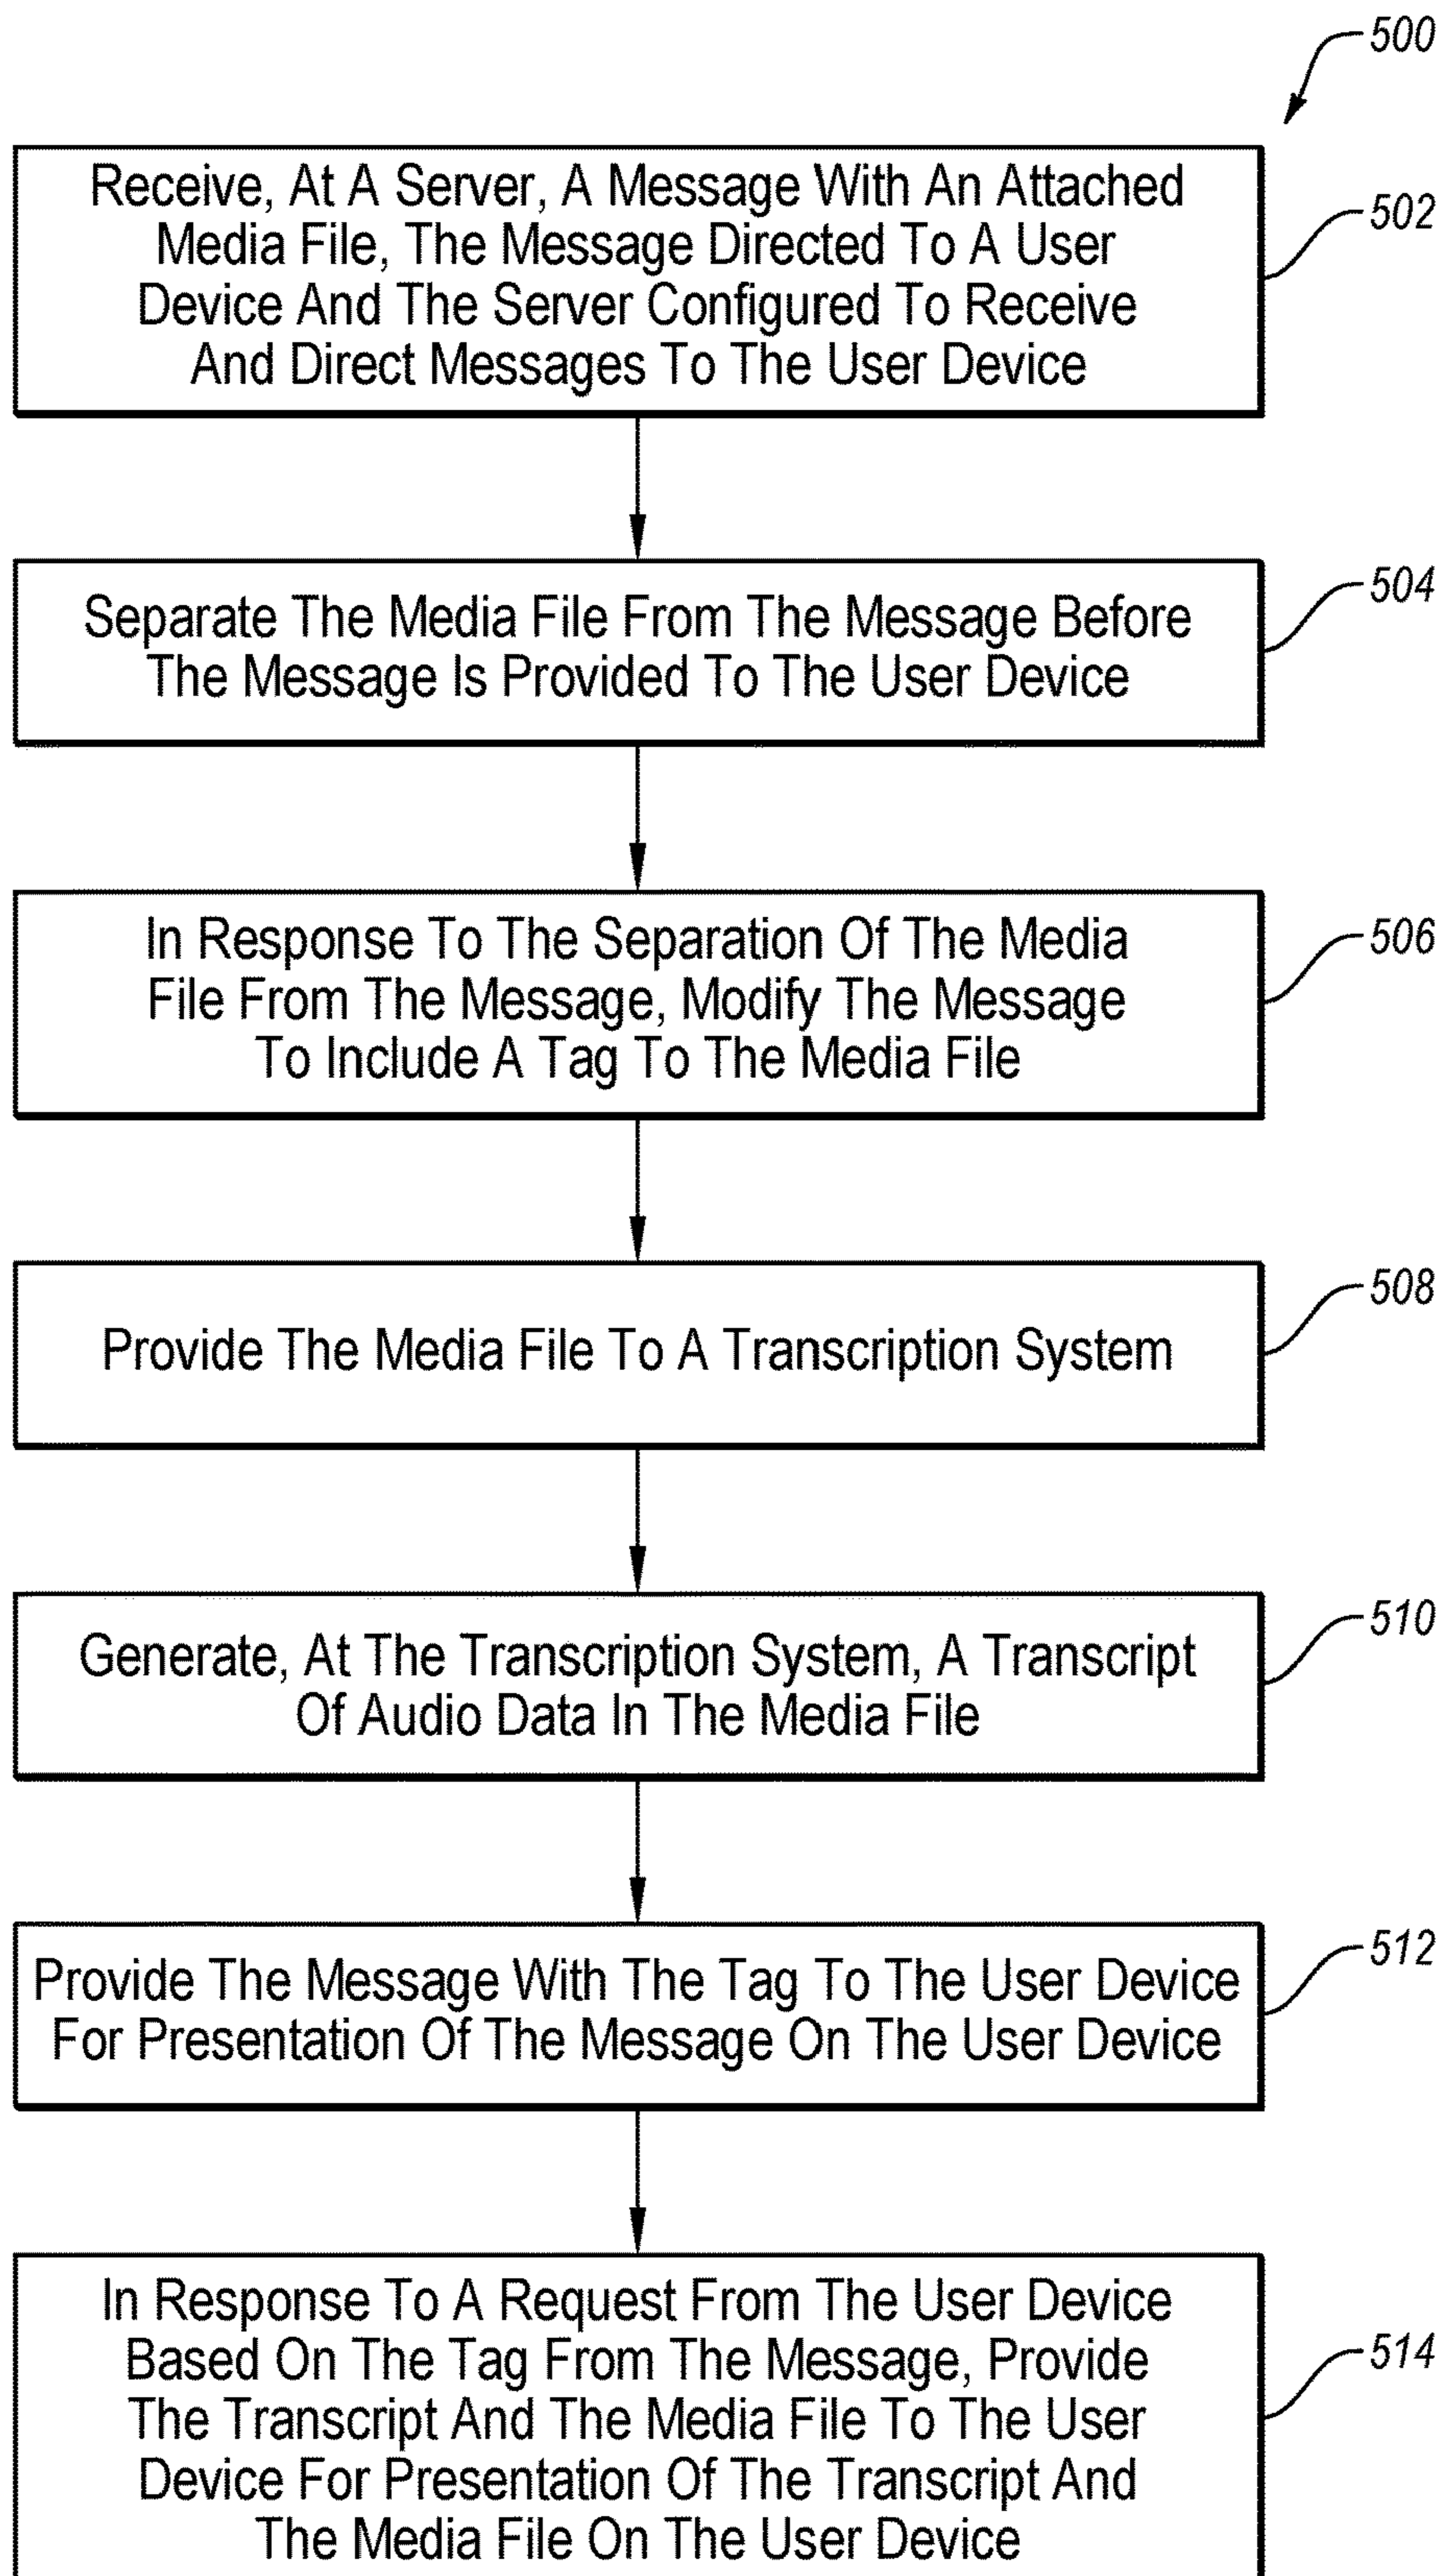 500
Receive, At A Server, A Message With An Attached
Media File, The Message Directed To A User
Device And The Server Configured To Receive
And Direct Messages To The User Device
502
Separate The Media File From The Message Before
The Message Is Provided To The User Device
504
In Response To The Separation Of The Media
File From The Message, Modify The Message
To Include A Tag To The Media File
506
Provide The Media File To A Transcription System
508
Generate, At The Transcription System, A Transcript
Of Audio Data In The Media File
510
Provide The Message With The Tag To The User Device
For Presentation Of The Message On The User Device
512
In Response To A Request From The User Device
Based On The Tag From The Message, Provide
The Transcript And The Media File To The User
Device For Presentation Of The Transcript And
The Media File On The User Device
514